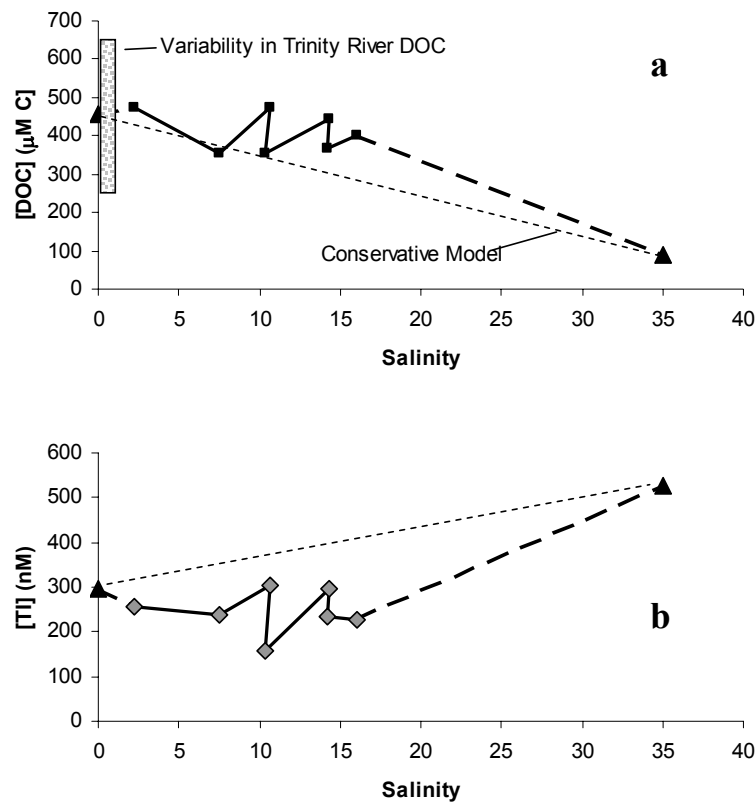 700
600
500
400
300
200
100
0
[DOC] (μM C)
Variability in Trinity River DOC
a
Conservative Model
0 5 10 15 20 25 30 35 40
Salinity
600
500
400
300
200
100
0
[TI] (nM)
b
0 5 10 15 20 25 30 35 40
Salinity